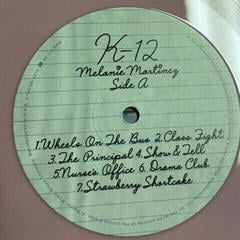 K-12
Melanie Martinez
Side A
1.Wheels On The Bus 2.Class Fight
3.The Principal 4.Show & Tell
5.Nurse's Office 6.Drama Club
7.Strawberry Shortcake